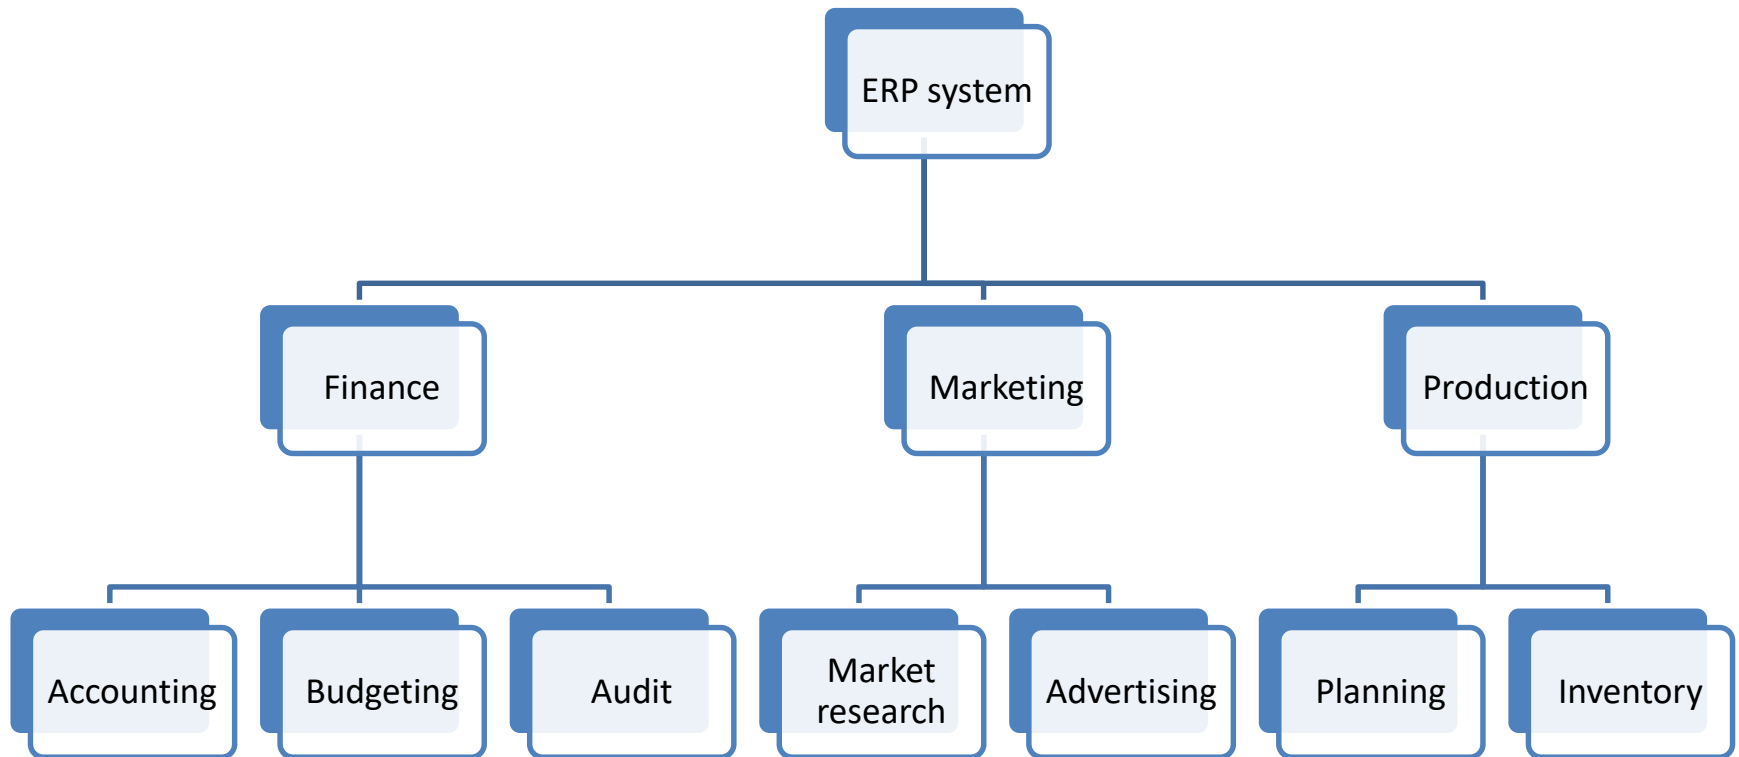 ERP system
Finance
Marketing
Production
Accounting
Budgeting
Audit
Market
research
Advertising
Planning
Inventory